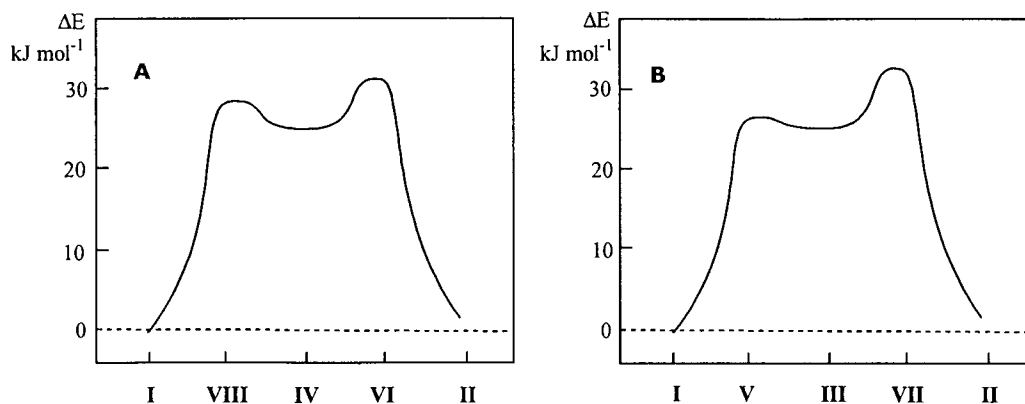 ΔE
kJ mol⁻¹
A
30
20
10
0
I VIII IV VI II
ΔE
kJ mol⁻¹
B
30
20
10
0
I V III VII II